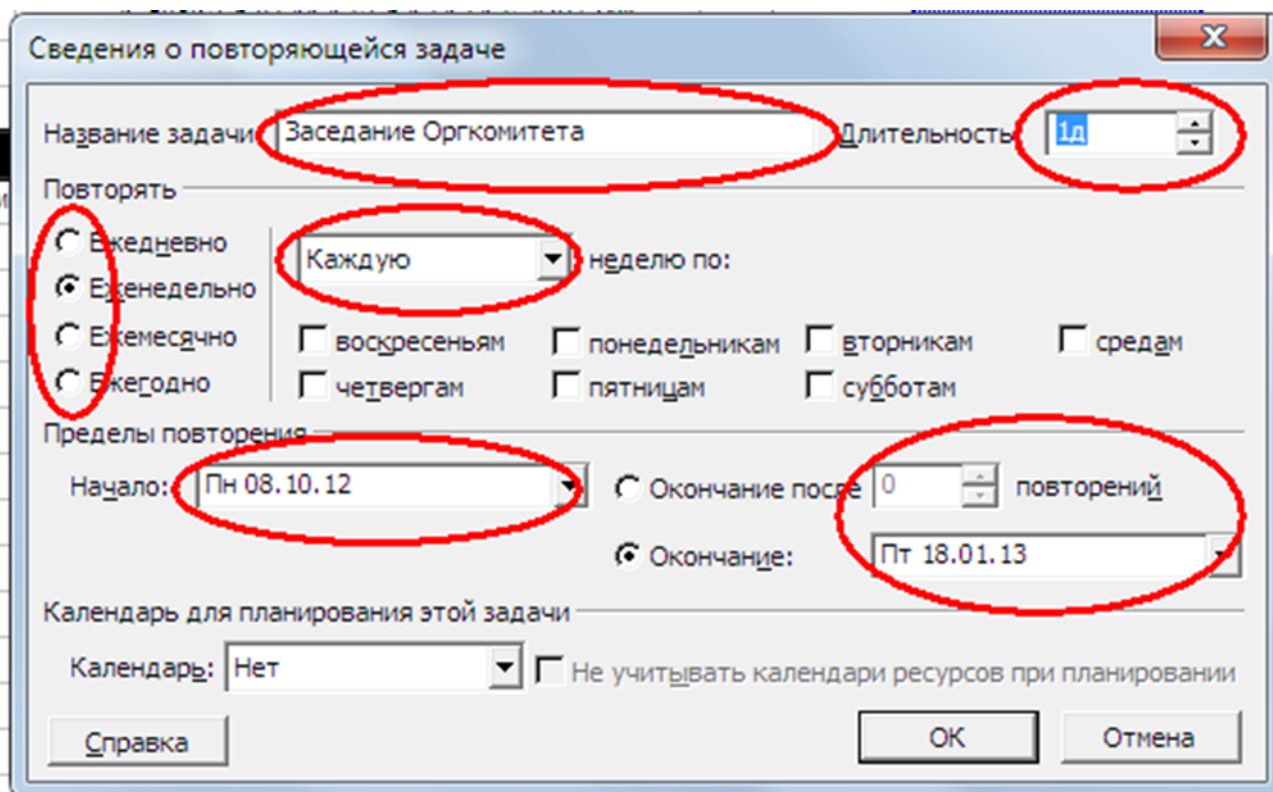 Сведения о повторяющейся задаче
Название задачи Заседание Оргкомитета Длительность 1д
Повторять
Ежедневно
Каждую неделю по:
Еженедельно
Ежемесячно воскресеньям понедельникам вторникам средам
Ежегодно четвергам пятницам субботам
Пределы повторения
Начало: Пн 08.10.12 Окончание после 0 повторений
Окончание: Пт 18.01.13
Календарь для планирования этой задачи
Календарь: Нет Не учитывать календари ресурсов при планировании
Справка ОК Отмена